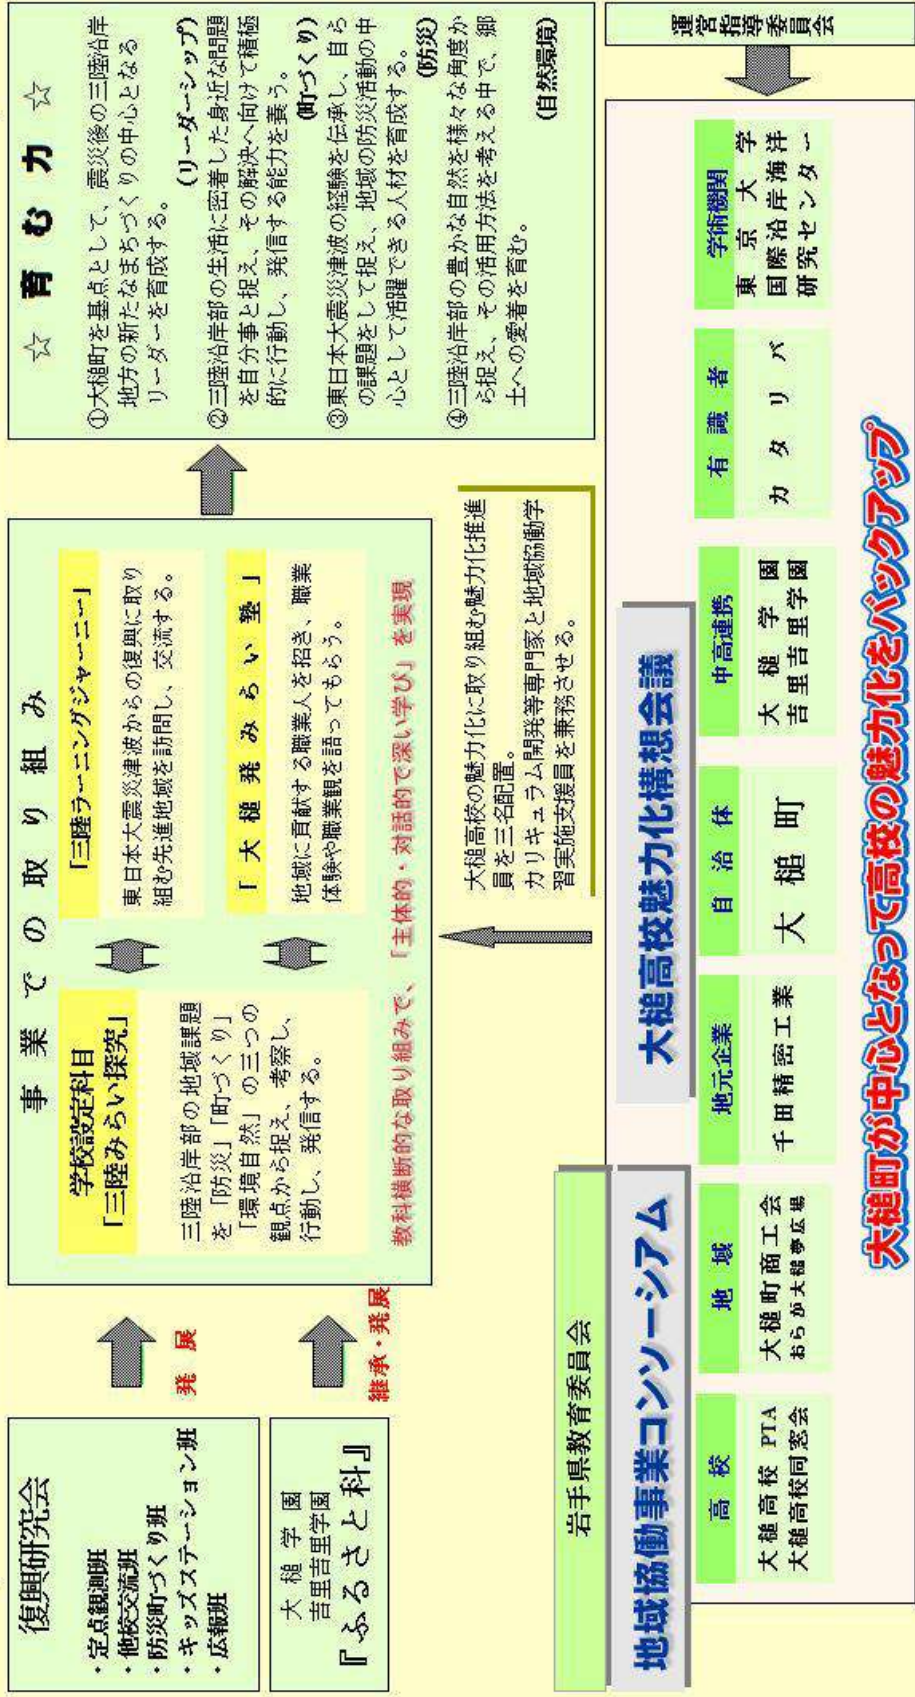 復興研究会
・定点観測班
・他校交流班
・防災町づくり班
・キッズステーション班
・広報班
大槌学園
吉里吉里学園
『ふるさと科』
発展
継承・発展
事業での取り組み
学校設定科目
「三陸みらい探究」
三陸沿岸部の地域課題
を「防災」「町づくり」
「環境自然」の三つの
観点から捉え、考察し、
行動し、発信する。
「三陸ラーニングジャーニー」
東日本大震災津波からの復興に取り
組む先進地域を訪問し、交流する。
「大槌発みらい塾」
地域に貢献する職業人を招き、職業
体験や職業観を語ってもらう。
教科横断的な取り組みで、「主体的・対話的で深い学び」を実現
☆ 育む力 ☆
①大槌町を基点として、震災後の三陸沿岸
地方の新たなまちづくりの中心となる
リーダーを育成する。
(リーダーシップ)
②三陸沿岸部の生活に密着した身近な問題
を自分事と捉え、その解決へ向けて積極
的に行動し、発信する能力を養う。
(町づくり)
③東日本大震災津波の経験を伝承し、自ら
の課題をして捉え、地域の防災活動の中
心として活躍できる人材を育成する。
(防災)
④三陸沿岸部の豊かな自然を様々な角度か
ら捉え、その活用方法を考える中で、郷
土への愛着を育む。
(自然環境)
大槌高校の魅力化に取り組む魅力化推進
員を三名配置。
カリキュラム開発等専門家と地域協働学
習実施支援員を兼務させる。
岩手県教育委員会
地域協働事業コンソーシアム
大槌高校魅力化構想会議
運営指導委員会
高校
大槌高校 PTA
大槌高校同窓会
地域
大槌町商工会
おらが大槌夢広場
地元企業
千田精密工業
自治体
大槌町
中高連携
大槌学園
吉里吉里学園
有識者
カタリバ
学術機関
東京大学
国際沿岸海洋
研究センター
大槌町が中心となって高校の魅力化をバックアップ